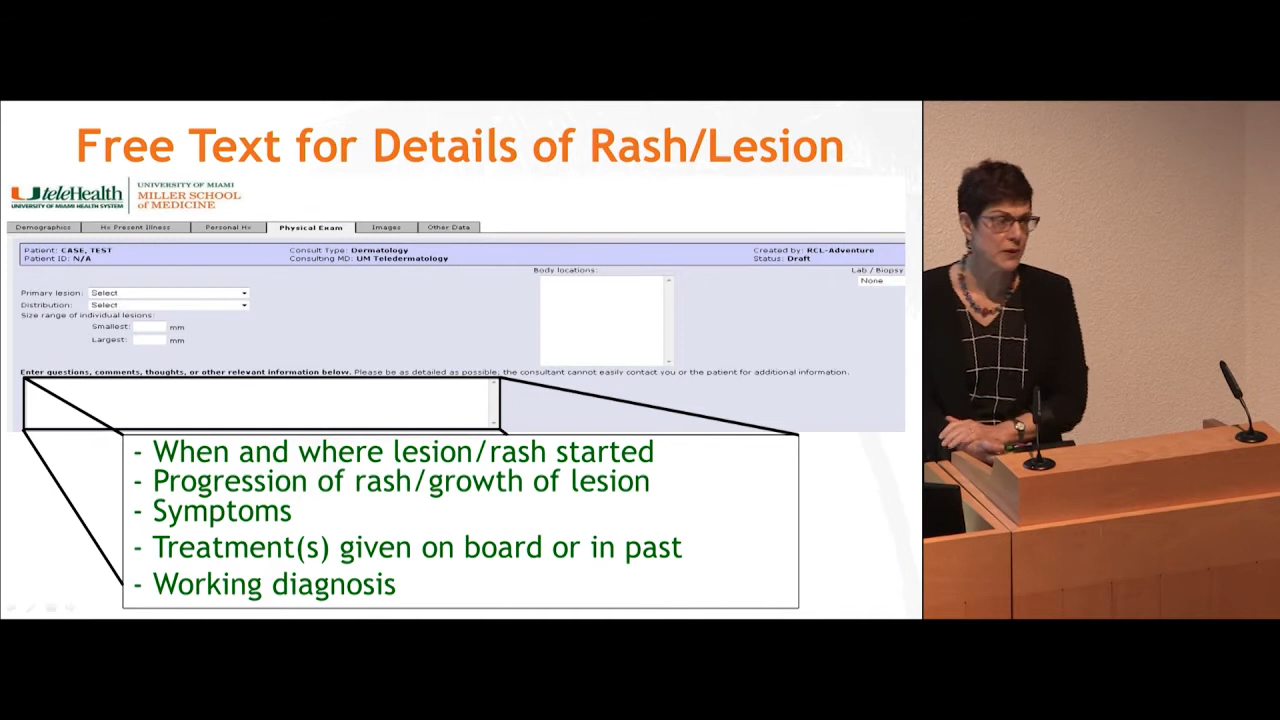 Free Text for Details of Rash/Lesion
U teleHealth
UNIVERSITY OF MIAMI HEALTH SYSTEM
UNIVERSITY OF MIAMI
MILLER SCHOOL
of MEDICINE
Demographics Hx Present Illness Personal Hx Physical Exam Images Other Data
Patient: CASE, TEST Consult Type: Dermatology Created by: RCL-Adventure
Patient ID: N/A Consulting MD: UM Teledermatology Status: Draft
Body locations: Lab / Biopsy
None
Primary lesion: Select
Distribution: Select
Size range of individual lesions:
Smallest: mm
Largest: mm
Enter questions, comments, thoughts, or other relevant information below. Please be as detailed as possible; the consultant cannot easily contact you or the patient for additional information.
- When and where lesion/rash started
- Progression of rash/growth of lesion
- Symptoms
- Treatment(s) given on board or in past
- Working diagnosis